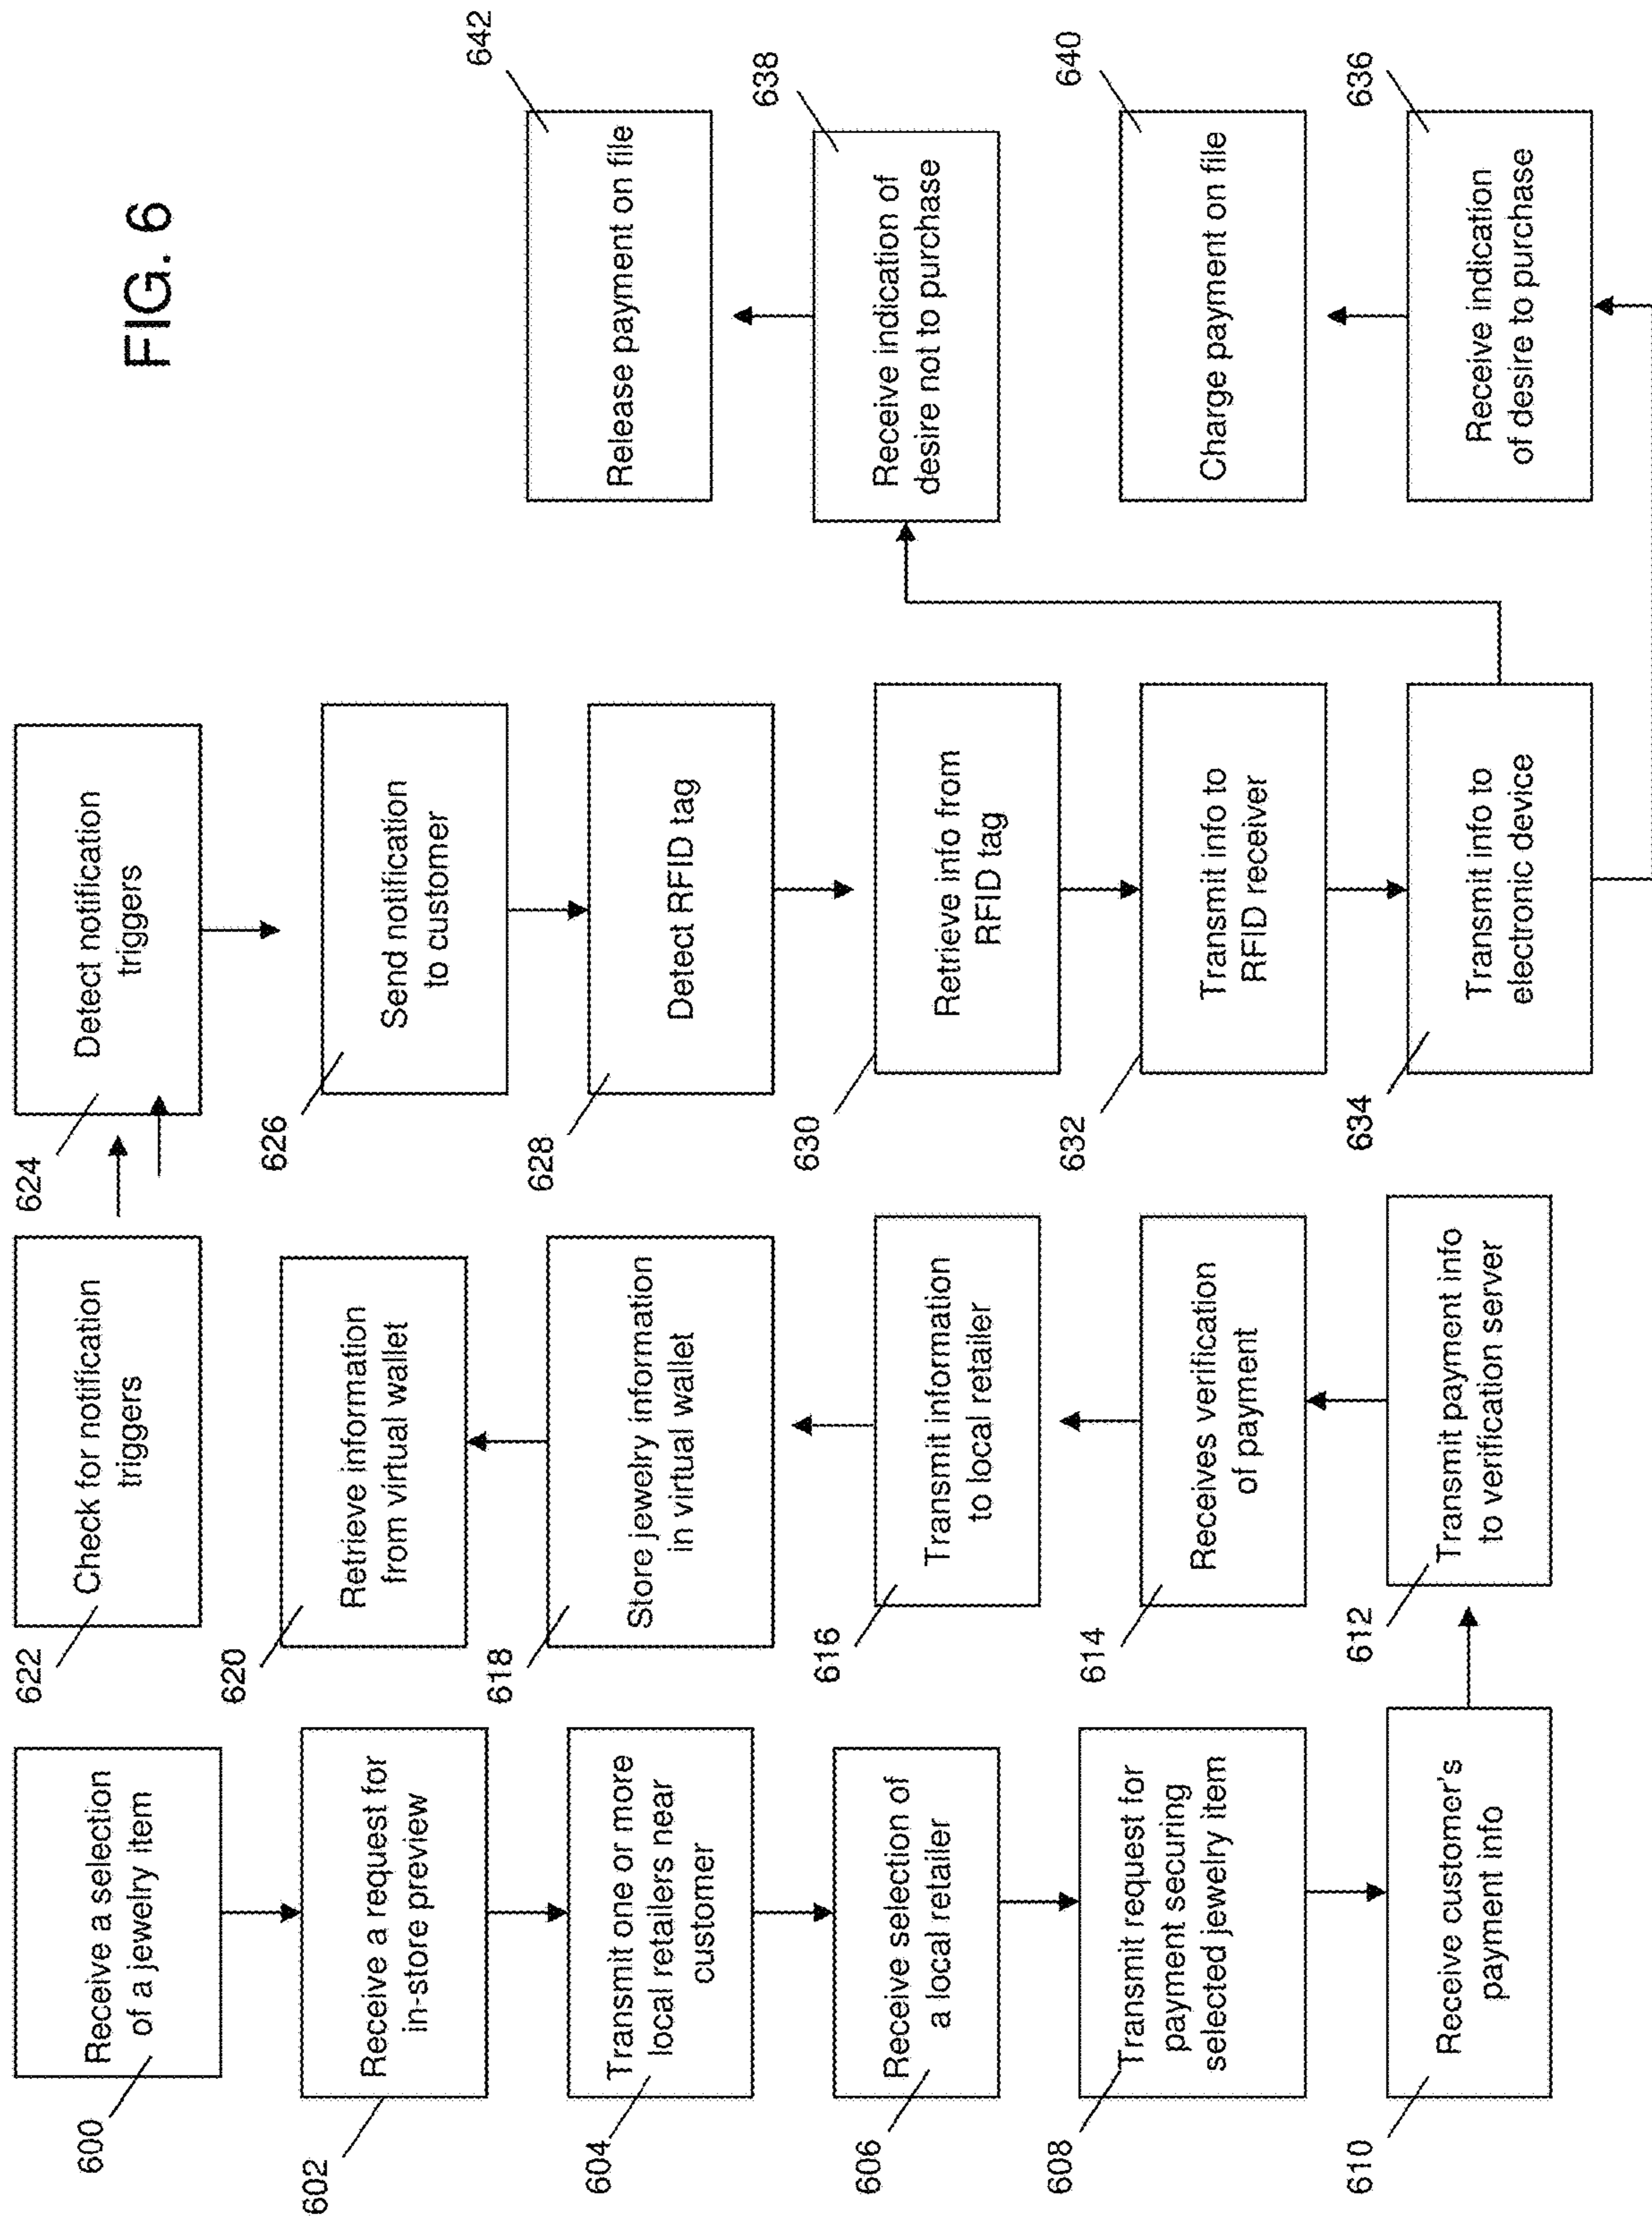 FIG. 6
600
Receive a selection
of a jewelry item
602
Receive a request for
in-store preview
604
Transmit one or more
local retailers near
customer
606
Receive selection of
a local retailer
608
Transmit request for
payment securing
selected jewelry item
610
Receive customer's
payment info
612
Transmit payment info
to verification server
614
Receives verification
of payment
616
Transmit information
to local retailer
618
Store jewelry information
in virtual wallet
620
Retrieve information
from virtual wallet
622
Check for notification
triggers
624
Detect notification
triggers
626
Send notification
to customer
628
Detect RFID tag
630
Retrieve info from
RFID tag
632
Transmit info to
RFID receiver
634
Transmit info to
electronic device
636
Receive indication
of desire to purchase
638
Receive indication of
desire not to purchase
640
Charge payment on file
642
Release payment on file